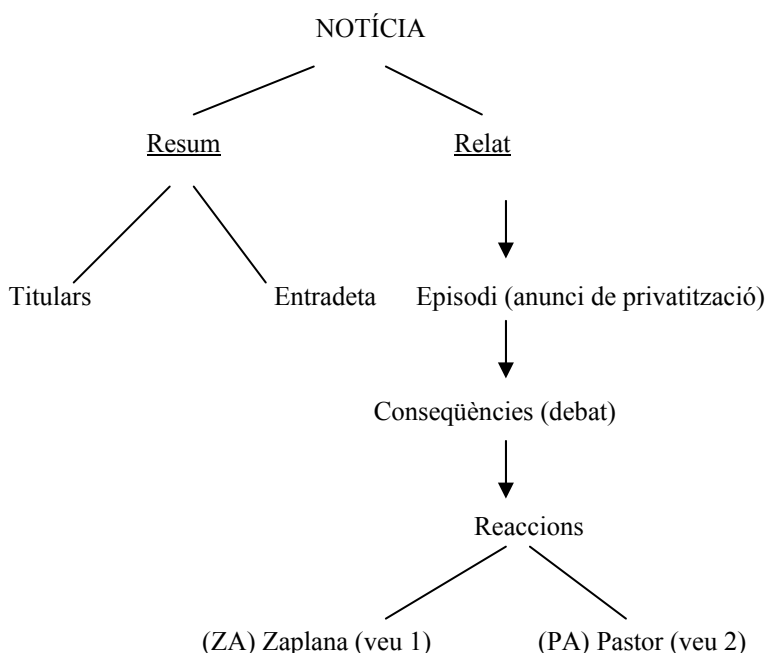 NOTÍCIA
Resum Relat
Titulars Entradeta Episodi (anunci de privatització)
Conseqüències (debat)
Reaccions
(ZA) Zaplana (veu 1) (PA) Pastor (veu 2)